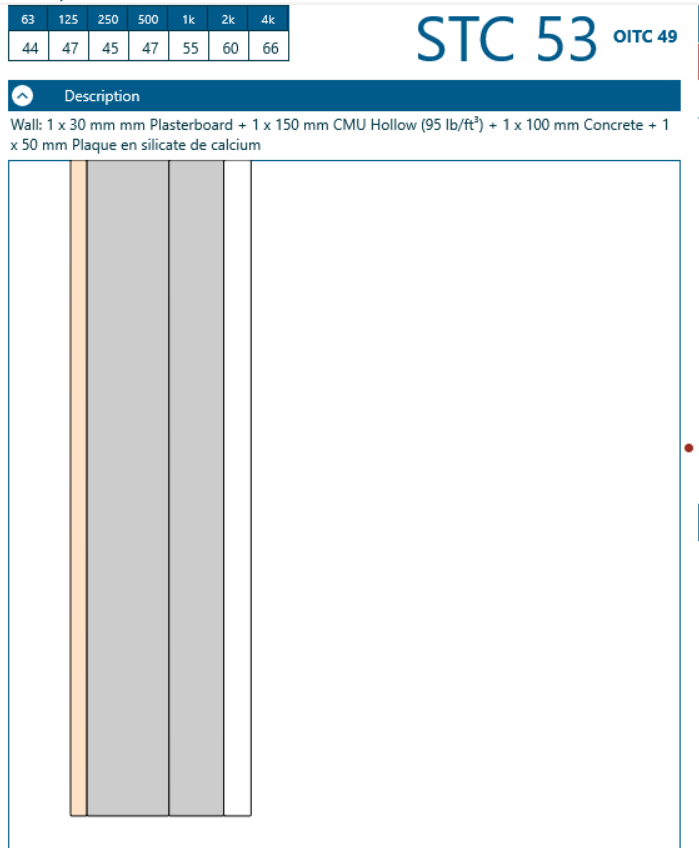 63 125 250 500 1k 2k 4k
44 47 45 47 55 60 66
STC 53 OITC 49
Description
Wall: 1 x 30 mm mm Plasterboard + 1 x 150 mm CMU Hollow (95 lb/ft³) + 1 x 100 mm Concrete + 1
x 50 mm Plaque en silicate de calcium